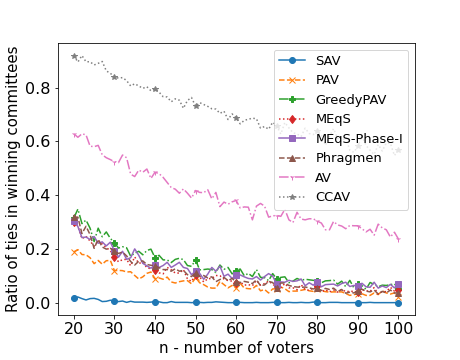 Ratio of ties in winning committees
0.8
0.6
0.4
0.2
0.0
SAV
PAV
GreedyPAV
MEqS
MEqS-Phase-I
Phragmen
AV
CCAV
20 30 40 50 60 70 80 90 100
n - number of voters